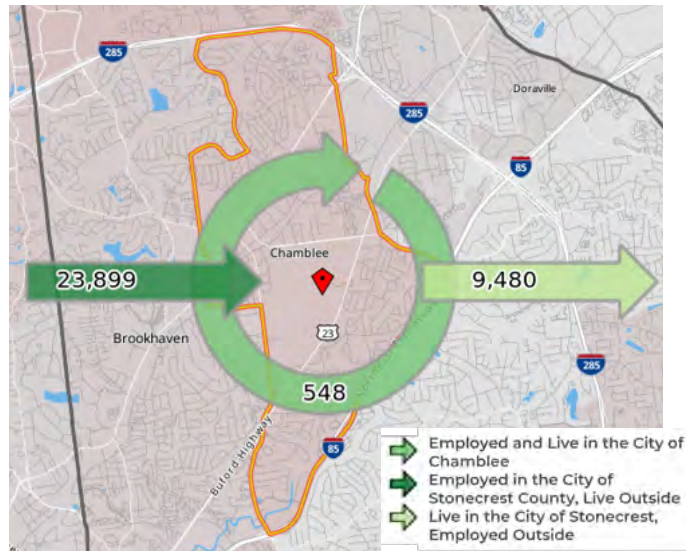 285
Doraville
285
85
Chamblee
23,899
9,480
23
Brookhaven
285
548
Buford Highway
85
Employed and Live in the City of
Chamblee
Employed in the City of
Stonecrest County, Live Outside
Live in the City of Stonecrest,
Employed Outside